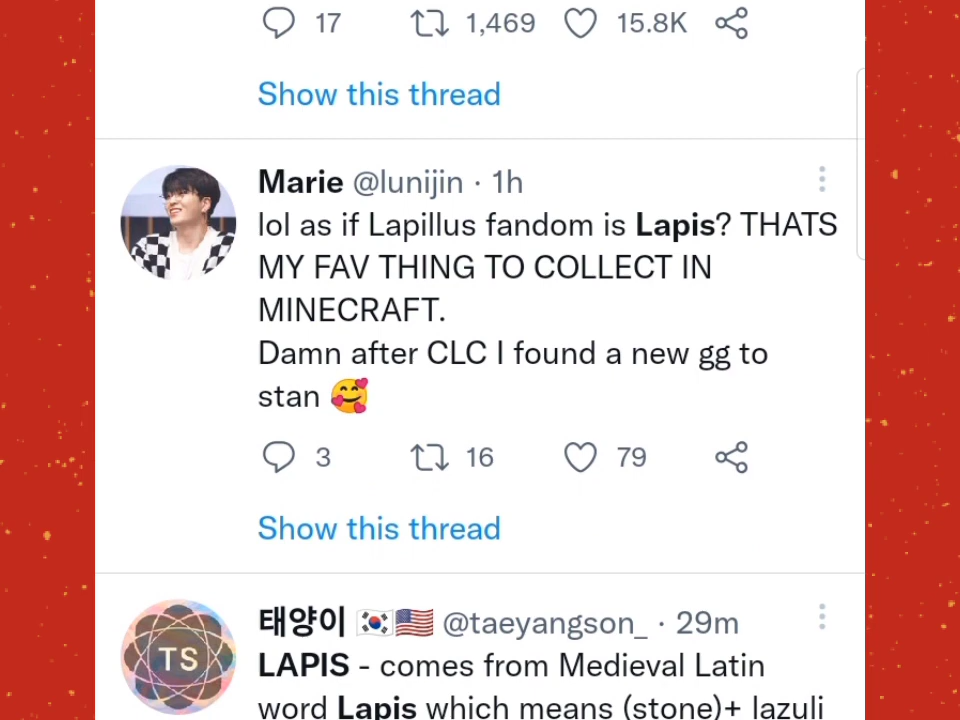 17 1,469 15.8K
Show this thread
Marie @lunijin · 1h
lol as if Lapillus fandom is Lapis? THATS
MY FAV THING TO COLLECT IN
MINECRAFT.
Damn after CLC I found a new gg to
stan 🥰
3 16 79
Show this thread
태양이 🇰🇷🇺🇸 @taeyangson_ · 29m
TS
LAPIS - comes from Medieval Latin
word Lapis which means (stone)+ lazuli